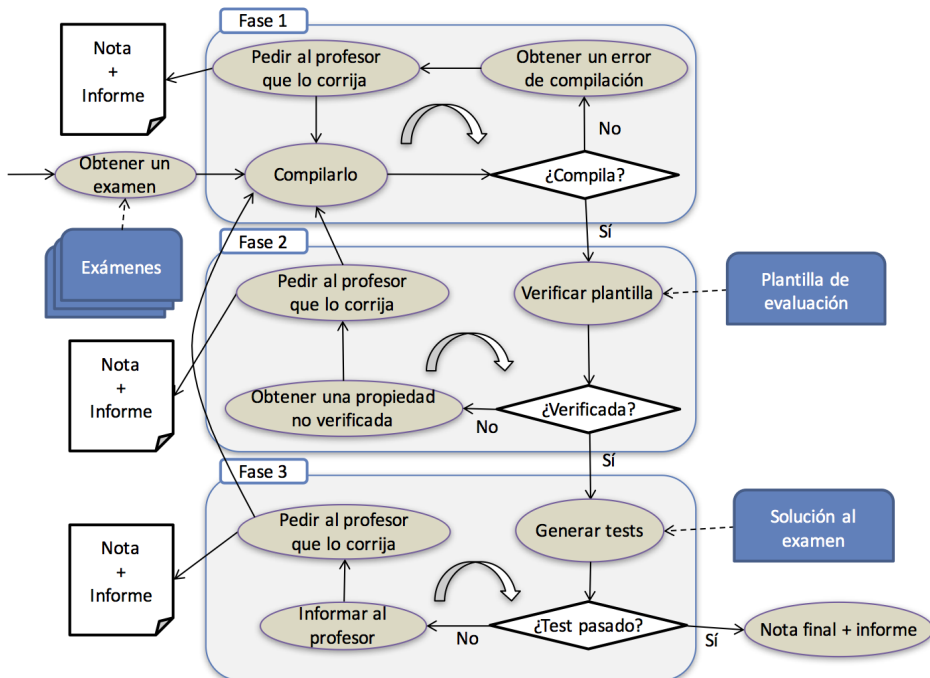 Fase 1
Nota
+
Informe
Pedir al profesor
que lo corrija
Obtener un error
de compilación
No
Obtener un
examen
Compilarlo
¿Compila?
Sí
Exámenes
Fase 2
Pedir al profesor
que lo corrija
Verificar plantilla
Plantilla de
evaluación
Nota
+
Informe
Obtener una propiedad
no verificada
No
¿Verificada?
Sí
Fase 3
Nota
+
Informe
Pedir al profesor
que lo corrija
Generar tests
Solución al
examen
Informar al
profesor
No
¿Test pasado?
Sí
Nota final + informe